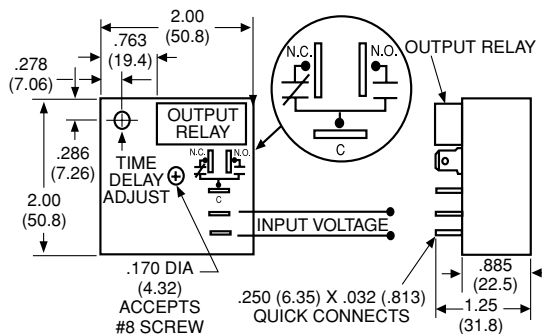 2.00
(50.8)
.763
(19.4)
.278
(7.06)
N.C.
N.O.
C
OUTPUT RELAY
OUTPUT
RELAY
.286
(7.26)
TIME
DELAY
ADJUST
N.C.
N.O.
C
2.00
(50.8)
INPUT VOLTAGE
.170 DIA
(4.32)
ACCEPTS
#8 SCREW
.250 (6.35) X .032 (.813)
QUICK CONNECTS
.885
(22.5)
1.25
(31.8)